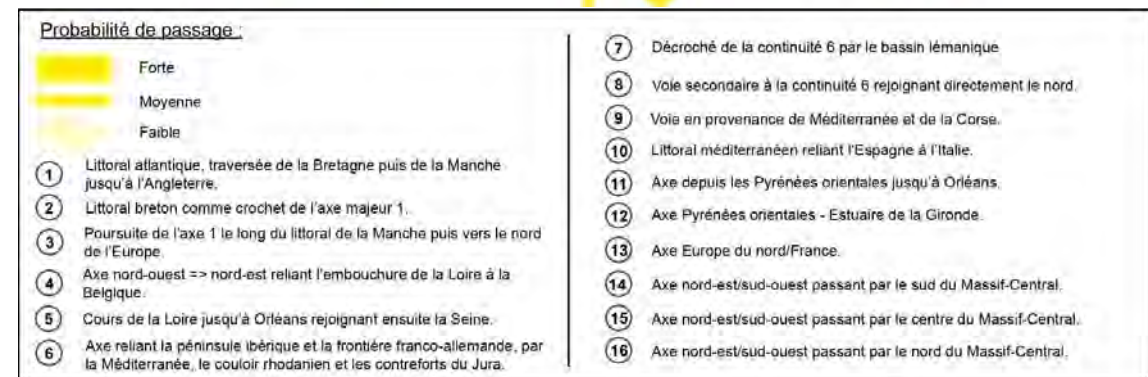 Probabilité de passage :
Forte
Moyenne
Faible
1 Littoral atlantique, traversée de la Bretagne puis de la Manche
jusqu'à l'Angleterre.
2 Littoral breton comme crochet de l'axe majeur 1.
3 Poursuite de l'axe 1 le long du littoral de la Manche puis vers le nord
de l'Europe.
4 Axe nord-ouest => nord-est reliant l'embouchure de la Loire à la
Belgique.
5 Cours de la Loire jusqu'à Orléans rejoignant ensuite la Seine.
6 Axe reliant la péninsule ibérique et la frontière franco-allemande, par
la Méditerranée, le couloir rhodanien et les contreforts du Jura.
7 Décroché de la continuité 6 par le bassin lémanique
8 Voie secondaire à la continuité 6 rejoignant directement le nord.
9 Voie en provenance de Méditerranée et de la Corse.
10 Littoral méditerranéen reliant l'Espagne à l'Italie.
11 Axe depuis les Pyrénées orientales jusqu'à Orléans.
12 Axe Pyrénées orientales - Estuaire de la Gironde.
13 Axe Europe du nord/France.
14 Axe nord-est/sud-ouest passant par le sud du Massif-Central.
15 Axe nord-est/sud-ouest passant par le centre du Massif-Central.
16 Axe nord-est/sud-ouest passant par le nord du Massif-Central.